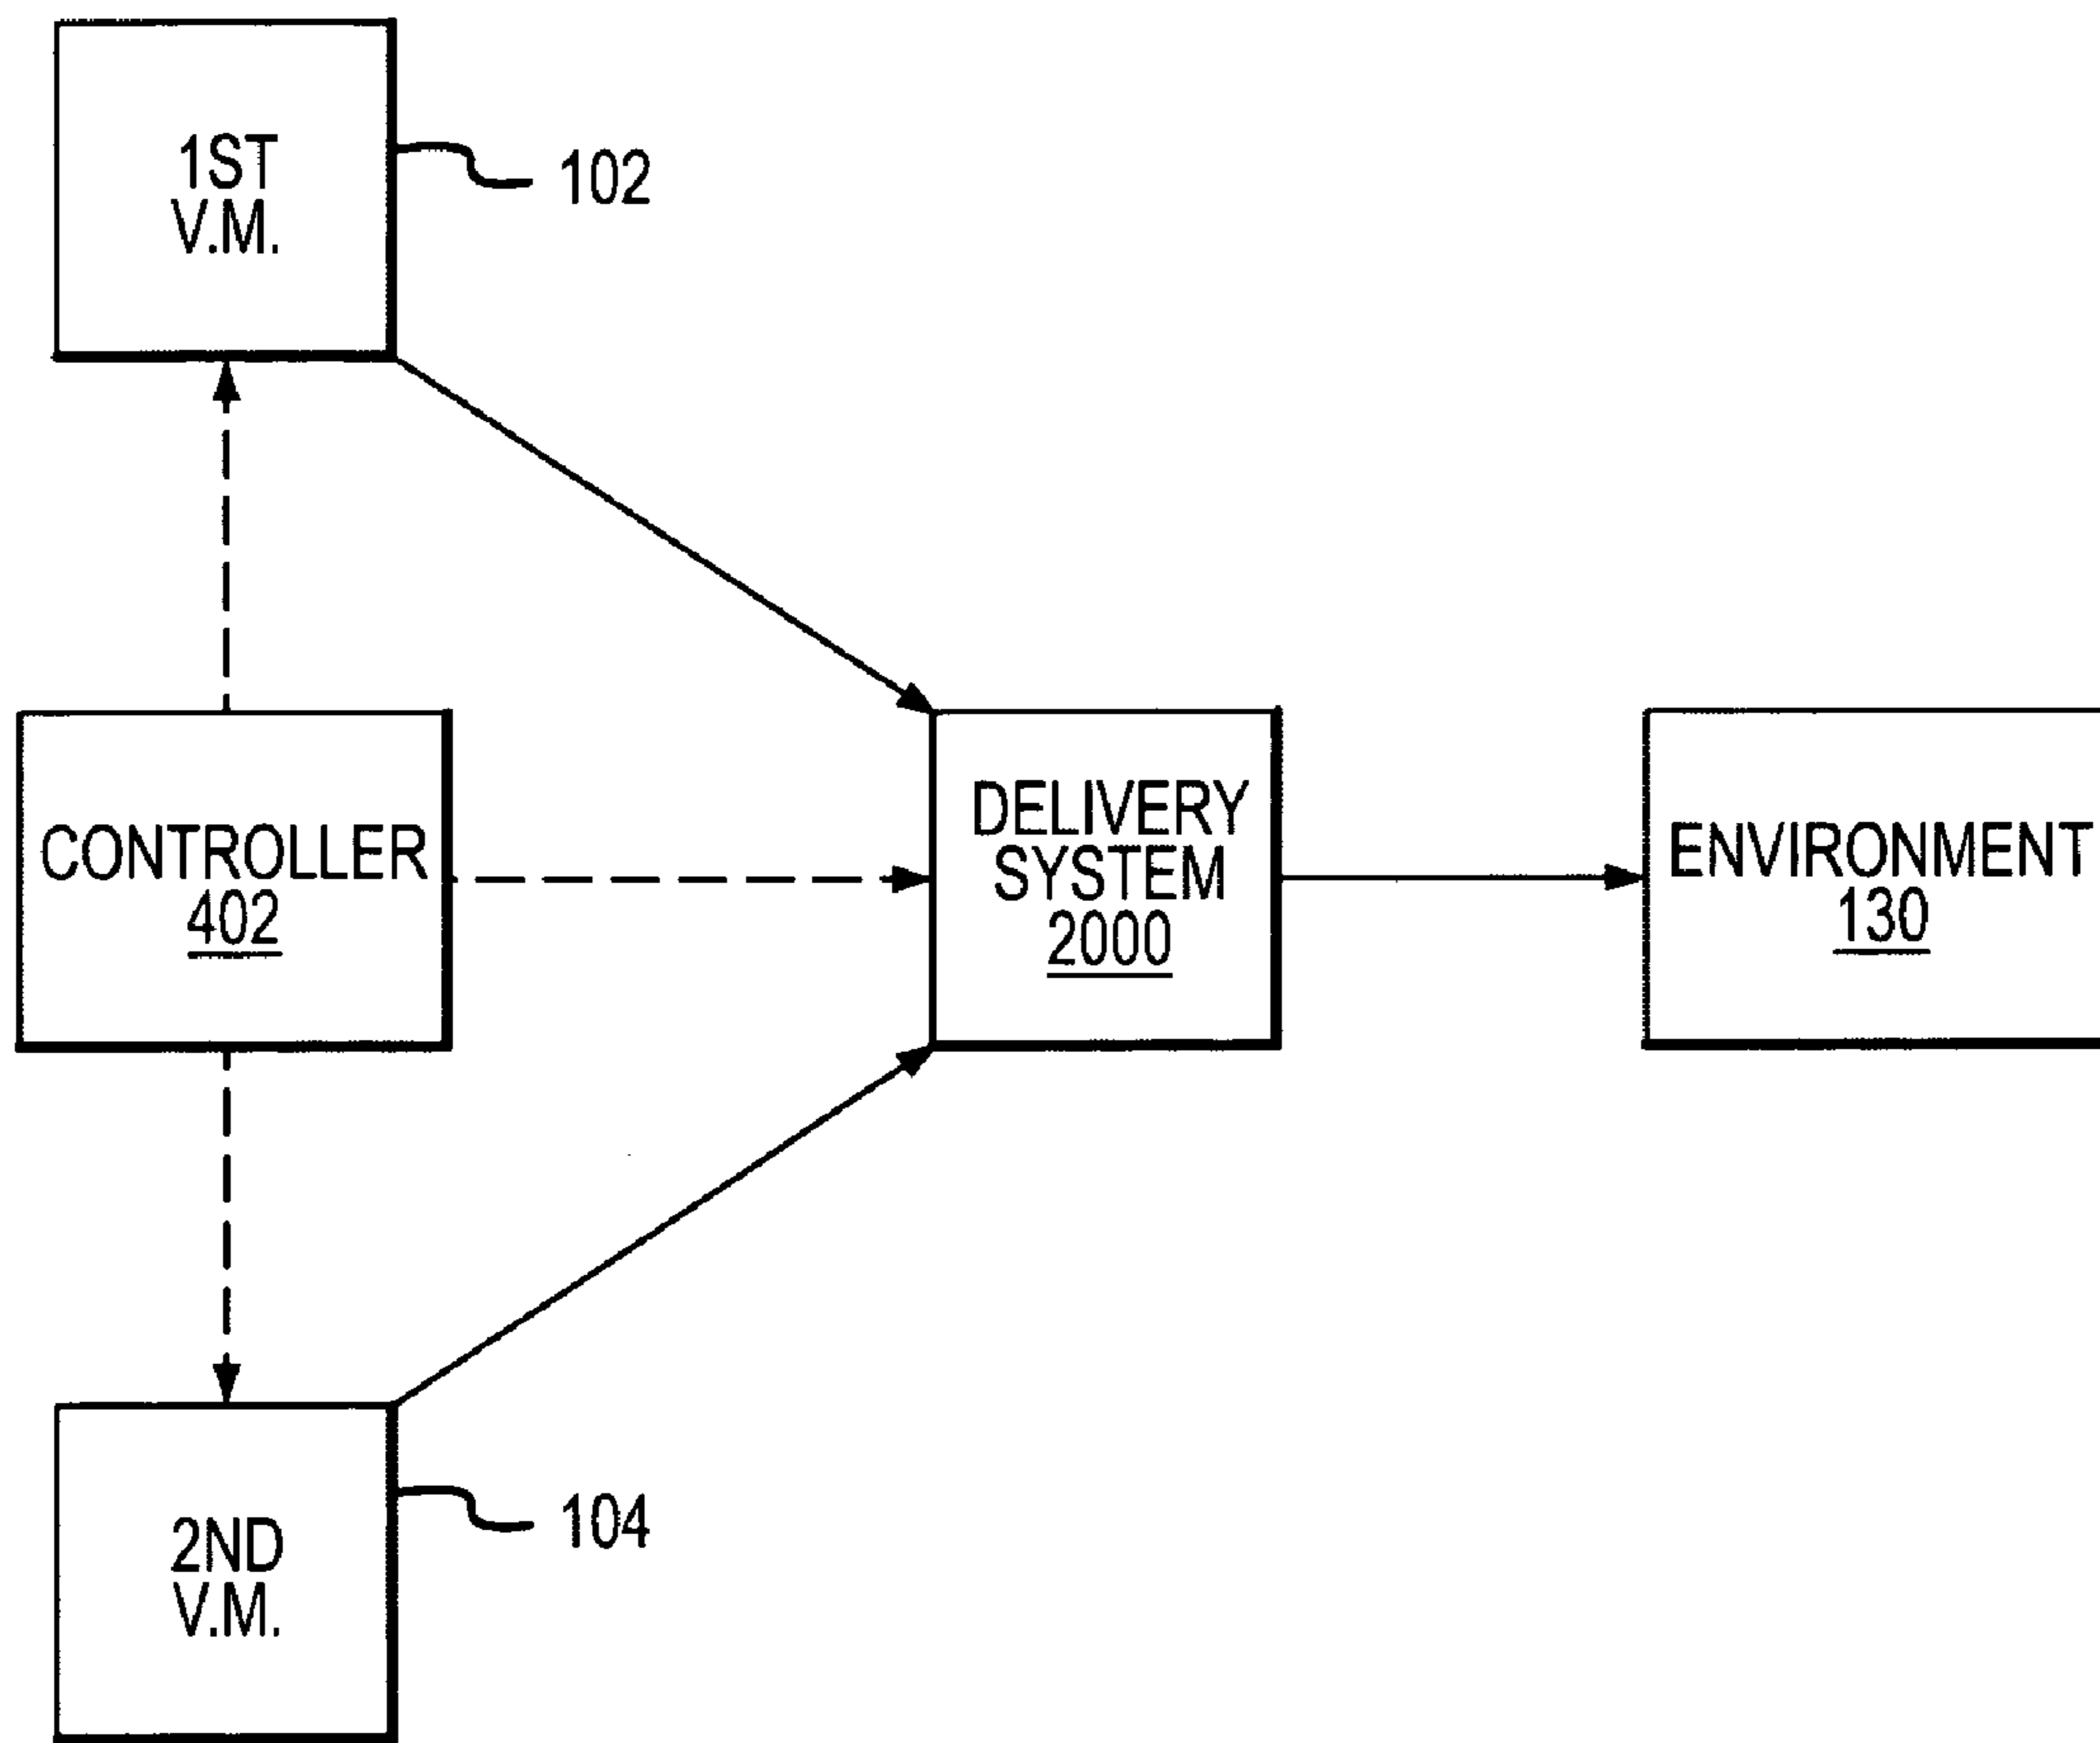 1ST
V.M.
102
CONTROLLER
402
DELIVERY
SYSTEM
2000
ENVIRONMENT
130
2ND
V.M.
104